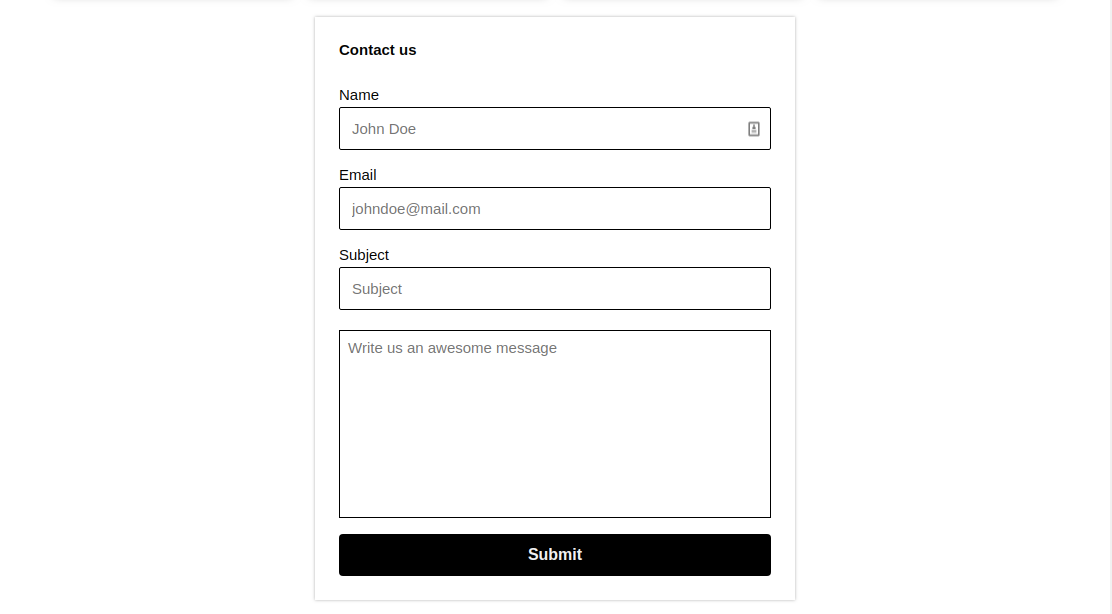 Contact us
Name
John Doe
Email
johndoe@mail.com
Subject
Subject
Write us an awesome message
Submit